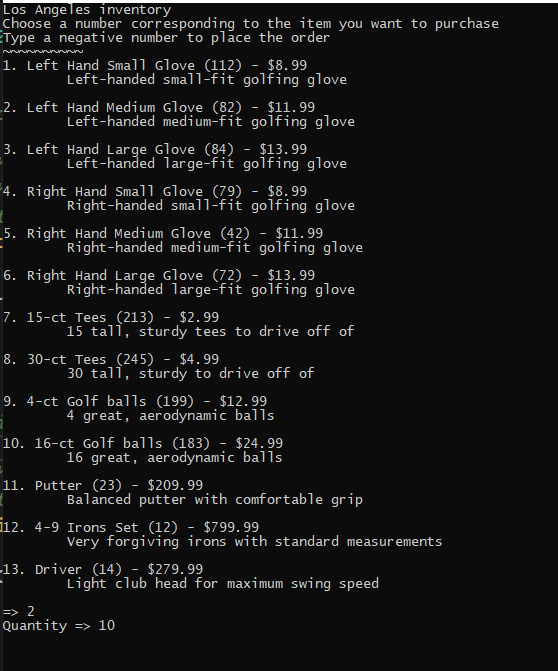 Los Angeles inventory
Choose a number corresponding to the item you want to purchase
Type a negative number to place the order
~~~~~~~~~~
1. Left Hand Small Glove (112) - $8.99
Left-handed small-fit golfing glove
2. Left Hand Medium Glove (82) - $11.99
Left-handed medium-fit golfing glove
3. Left Hand Large Glove (84) - $13.99
Left-handed large-fit golfing glove
4. Right Hand Small Glove (79) - $8.99
Right-handed small-fit golfing glove
5. Right Hand Medium Glove (42) - $11.99
Right-handed medium-fit golfing glove
6. Right Hand Large Glove (72) - $13.99
Right-handed large-fit golfing glove
7. 15-ct Tees (213) - $2.99
15 tall, sturdy tees to drive off of
8. 30-ct Tees (245) - $4.99
30 tall, sturdy to drive off of
9. 4-ct Golf balls (199) - $12.99
4 great, aerodynamic balls
10. 16-ct Golf balls (183) - $24.99
16 great, aerodynamic balls
11. Putter (23) - $209.99
Balanced putter with comfortable grip
12. 4-9 Irons Set (12) - $799.99
Very forgiving irons with standard measurements
13. Driver (14) - $279.99
Light club head for maximum swing speed
=> 2
Quantity => 10